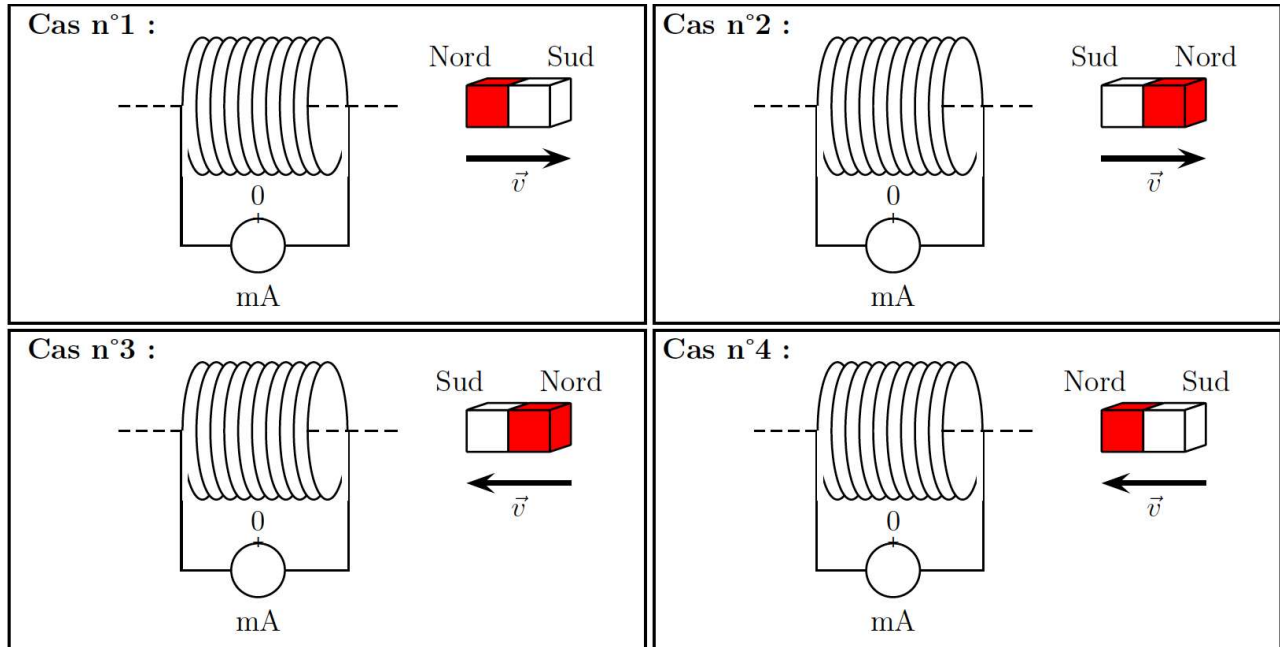 Cas n°1 :
Nord Sud
v⃗
0
mA
Cas n°2 :
Sud Nord
v⃗
0
mA
Cas n°3 :
Sud Nord
v⃗
0
mA
Cas n°4 :
Nord Sud
v⃗
0
mA